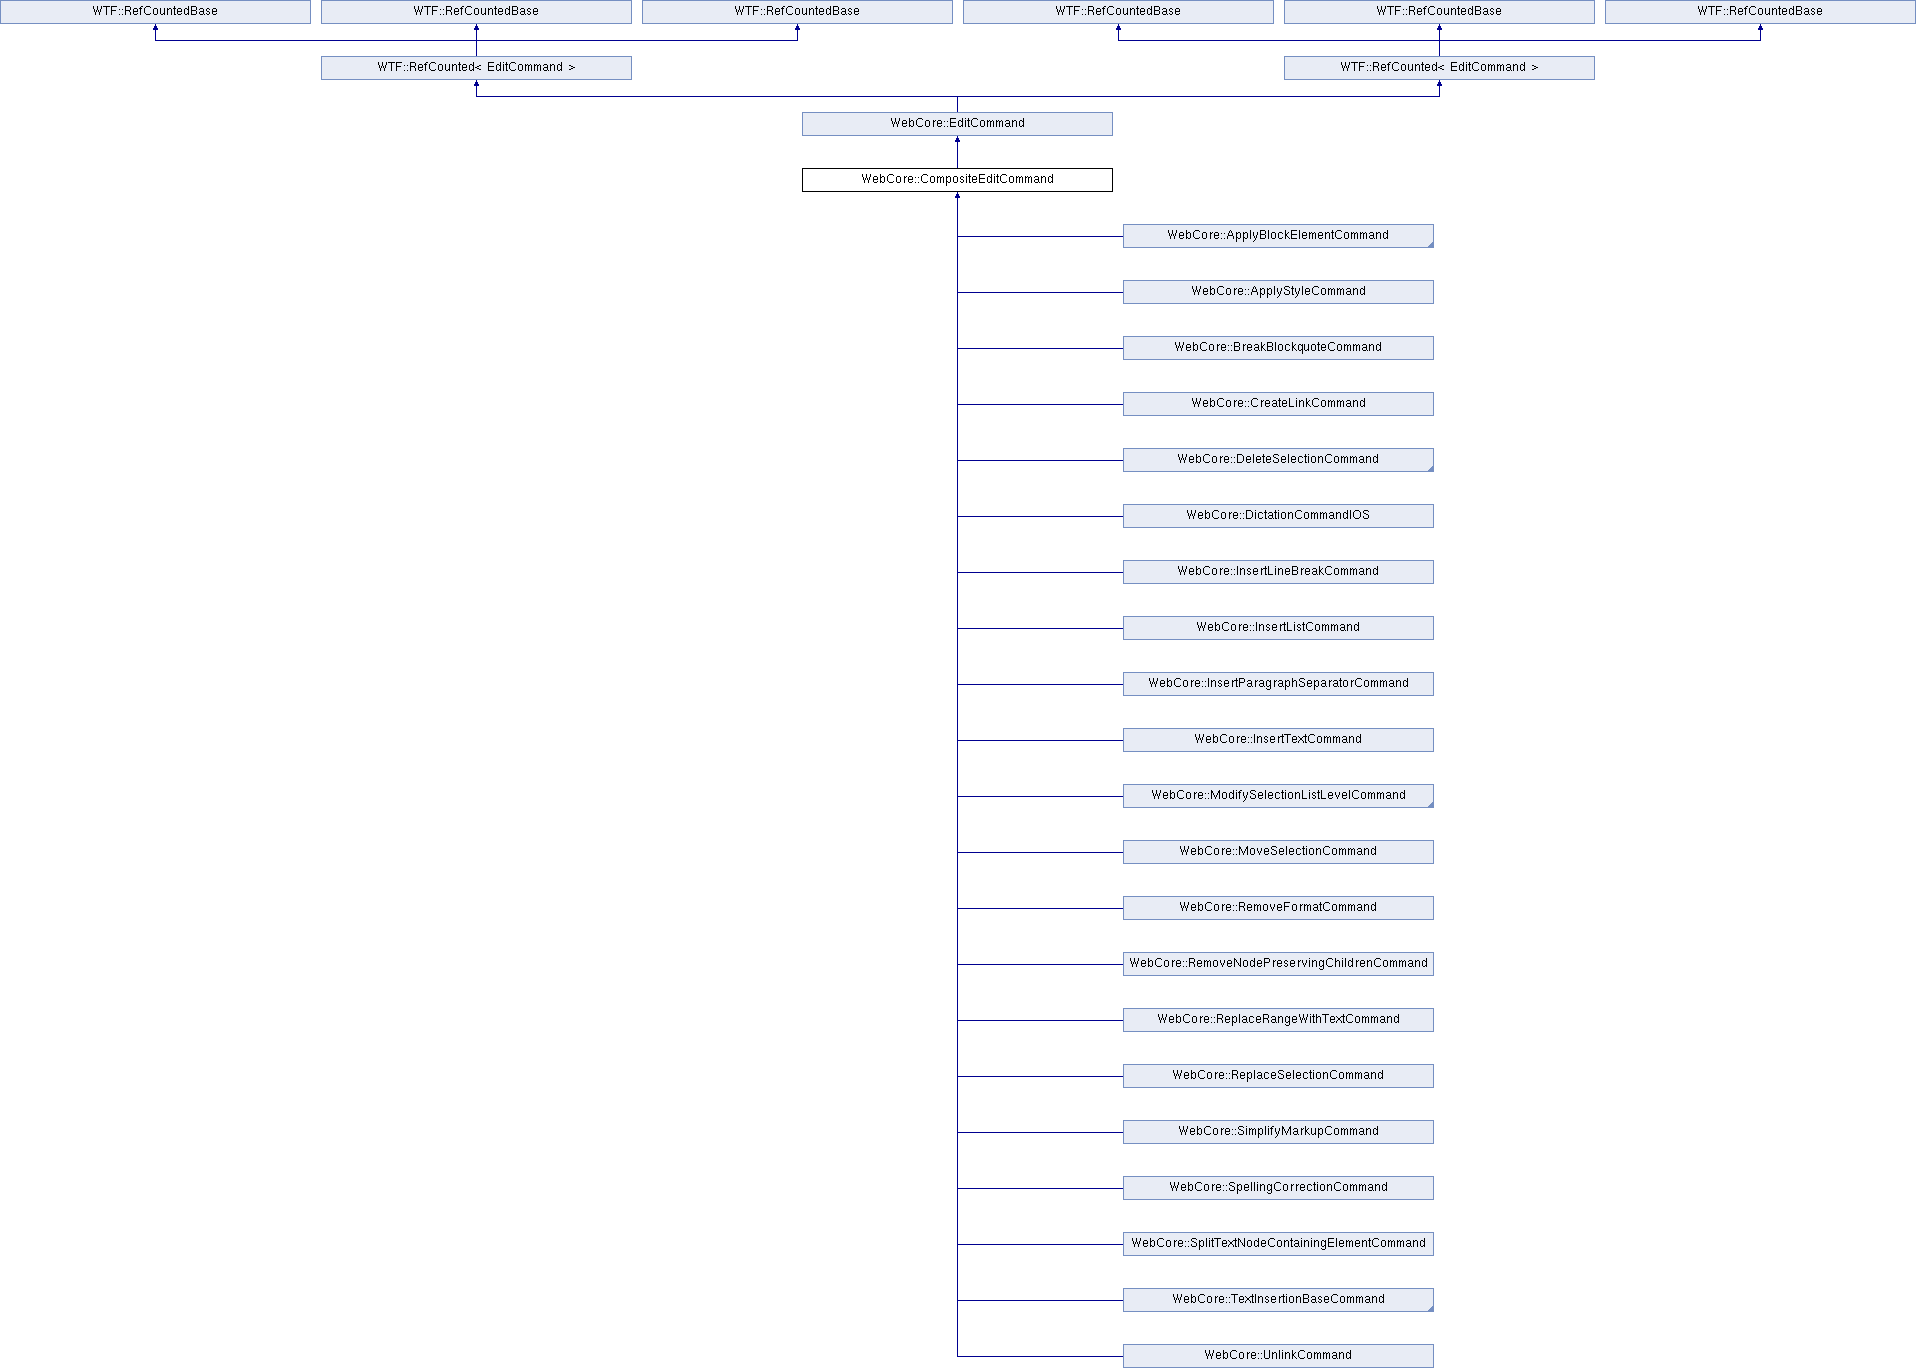 WTF::RefCountedBase
WTF::RefCountedBase
WTF::RefCountedBase
WTF::RefCountedBase
WTF::RefCountedBase
WTF::RefCountedBase
WTF::RefCounted< EditCommand >
WTF::RefCounted< EditCommand >
WebCore::EditCommand
WebCore::CompositeEditCommand
WebCore::ApplyBlockElementCommand
WebCore::ApplyStyleCommand
WebCore::BreakBlockquoteCommand
WebCore::CreateLinkCommand
WebCore::DeleteSelectionCommand
WebCore::DictationCommandIOS
WebCore::InsertLineBreakCommand
WebCore::InsertListCommand
WebCore::InsertParagraphSeparatorCommand
WebCore::InsertTextCommand
WebCore::ModifySelectionListLevelCommand
WebCore::MoveSelectionCommand
WebCore::RemoveFormatCommand
WebCore::RemoveNodePreservingChildrenCommand
WebCore::ReplaceRangeWithTextCommand
WebCore::ReplaceSelectionCommand
WebCore::SimplifyMarkupCommand
WebCore::SpellingCorrectionCommand
WebCore::SplitTextNodeContainingElementCommand
WebCore::TextInsertionBaseCommand
WebCore::UnlinkCommand